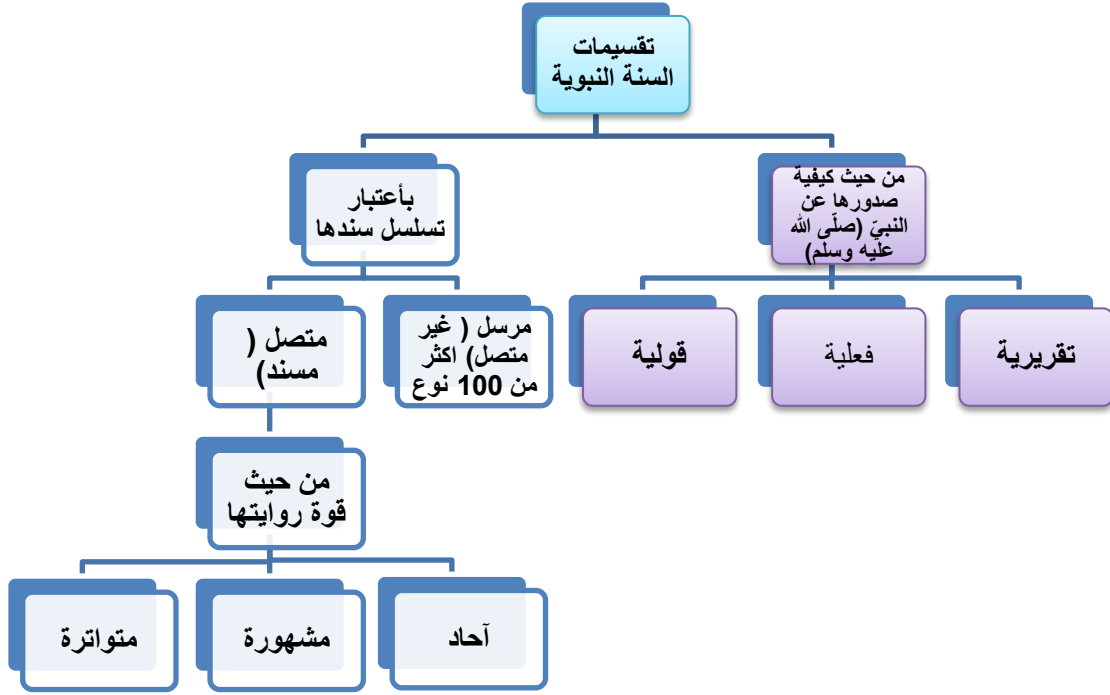 تقسيمات
السنة النبوية
من حيث كيفية
صدورها عن
النبيّ (صلّى الله
عليه وسلم)
بأعتبار
تسلسل سندها
تقريرية
فعلية
قولية
مرسل ( غير
متصل) اكثر
من 100 نوع
متصل (
مسند)
من حيث
قوة روايتها
آحاد
مشهورة
متواترة